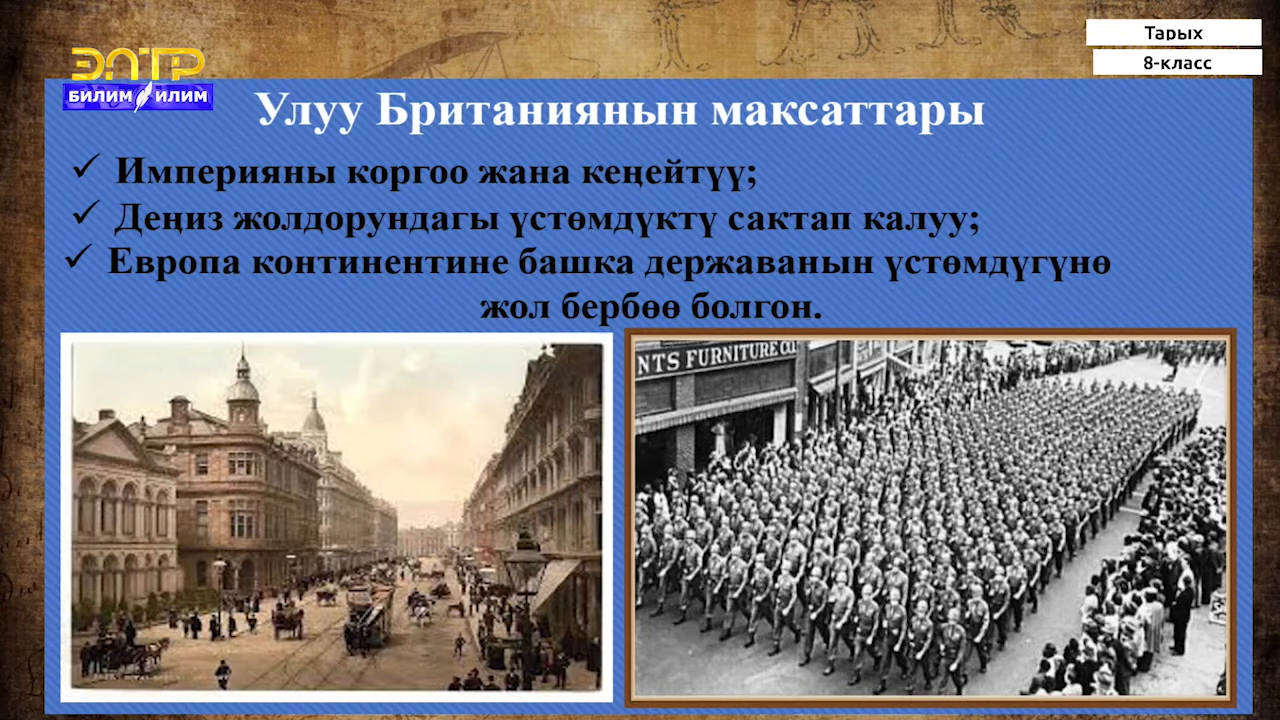 Тарых
8-класс
ЭЛТР
БИЛИМ ИЛИМ
Улуу Британиянын максаттары
Империяны коргоо жана кеңейтүү;
Деңиз жолдорундагы үстөмдүктү сактап калуу;
Европа континентине башка державанын үстөмдүгүнө
жол бербөө болгон.
NTS FURNITURE CO.